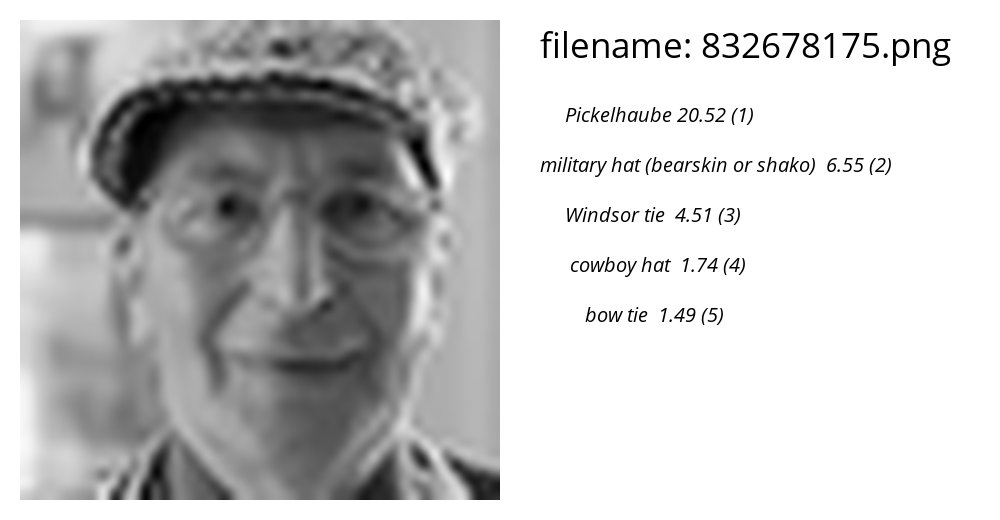 filename: 832678175.png
Pickelhaube 20.52 (1)
military hat (bearskin or shako)  6.55 (2)
Windsor tie  4.51 (3)
cowboy hat  1.74 (4)
bow tie  1.49 (5)